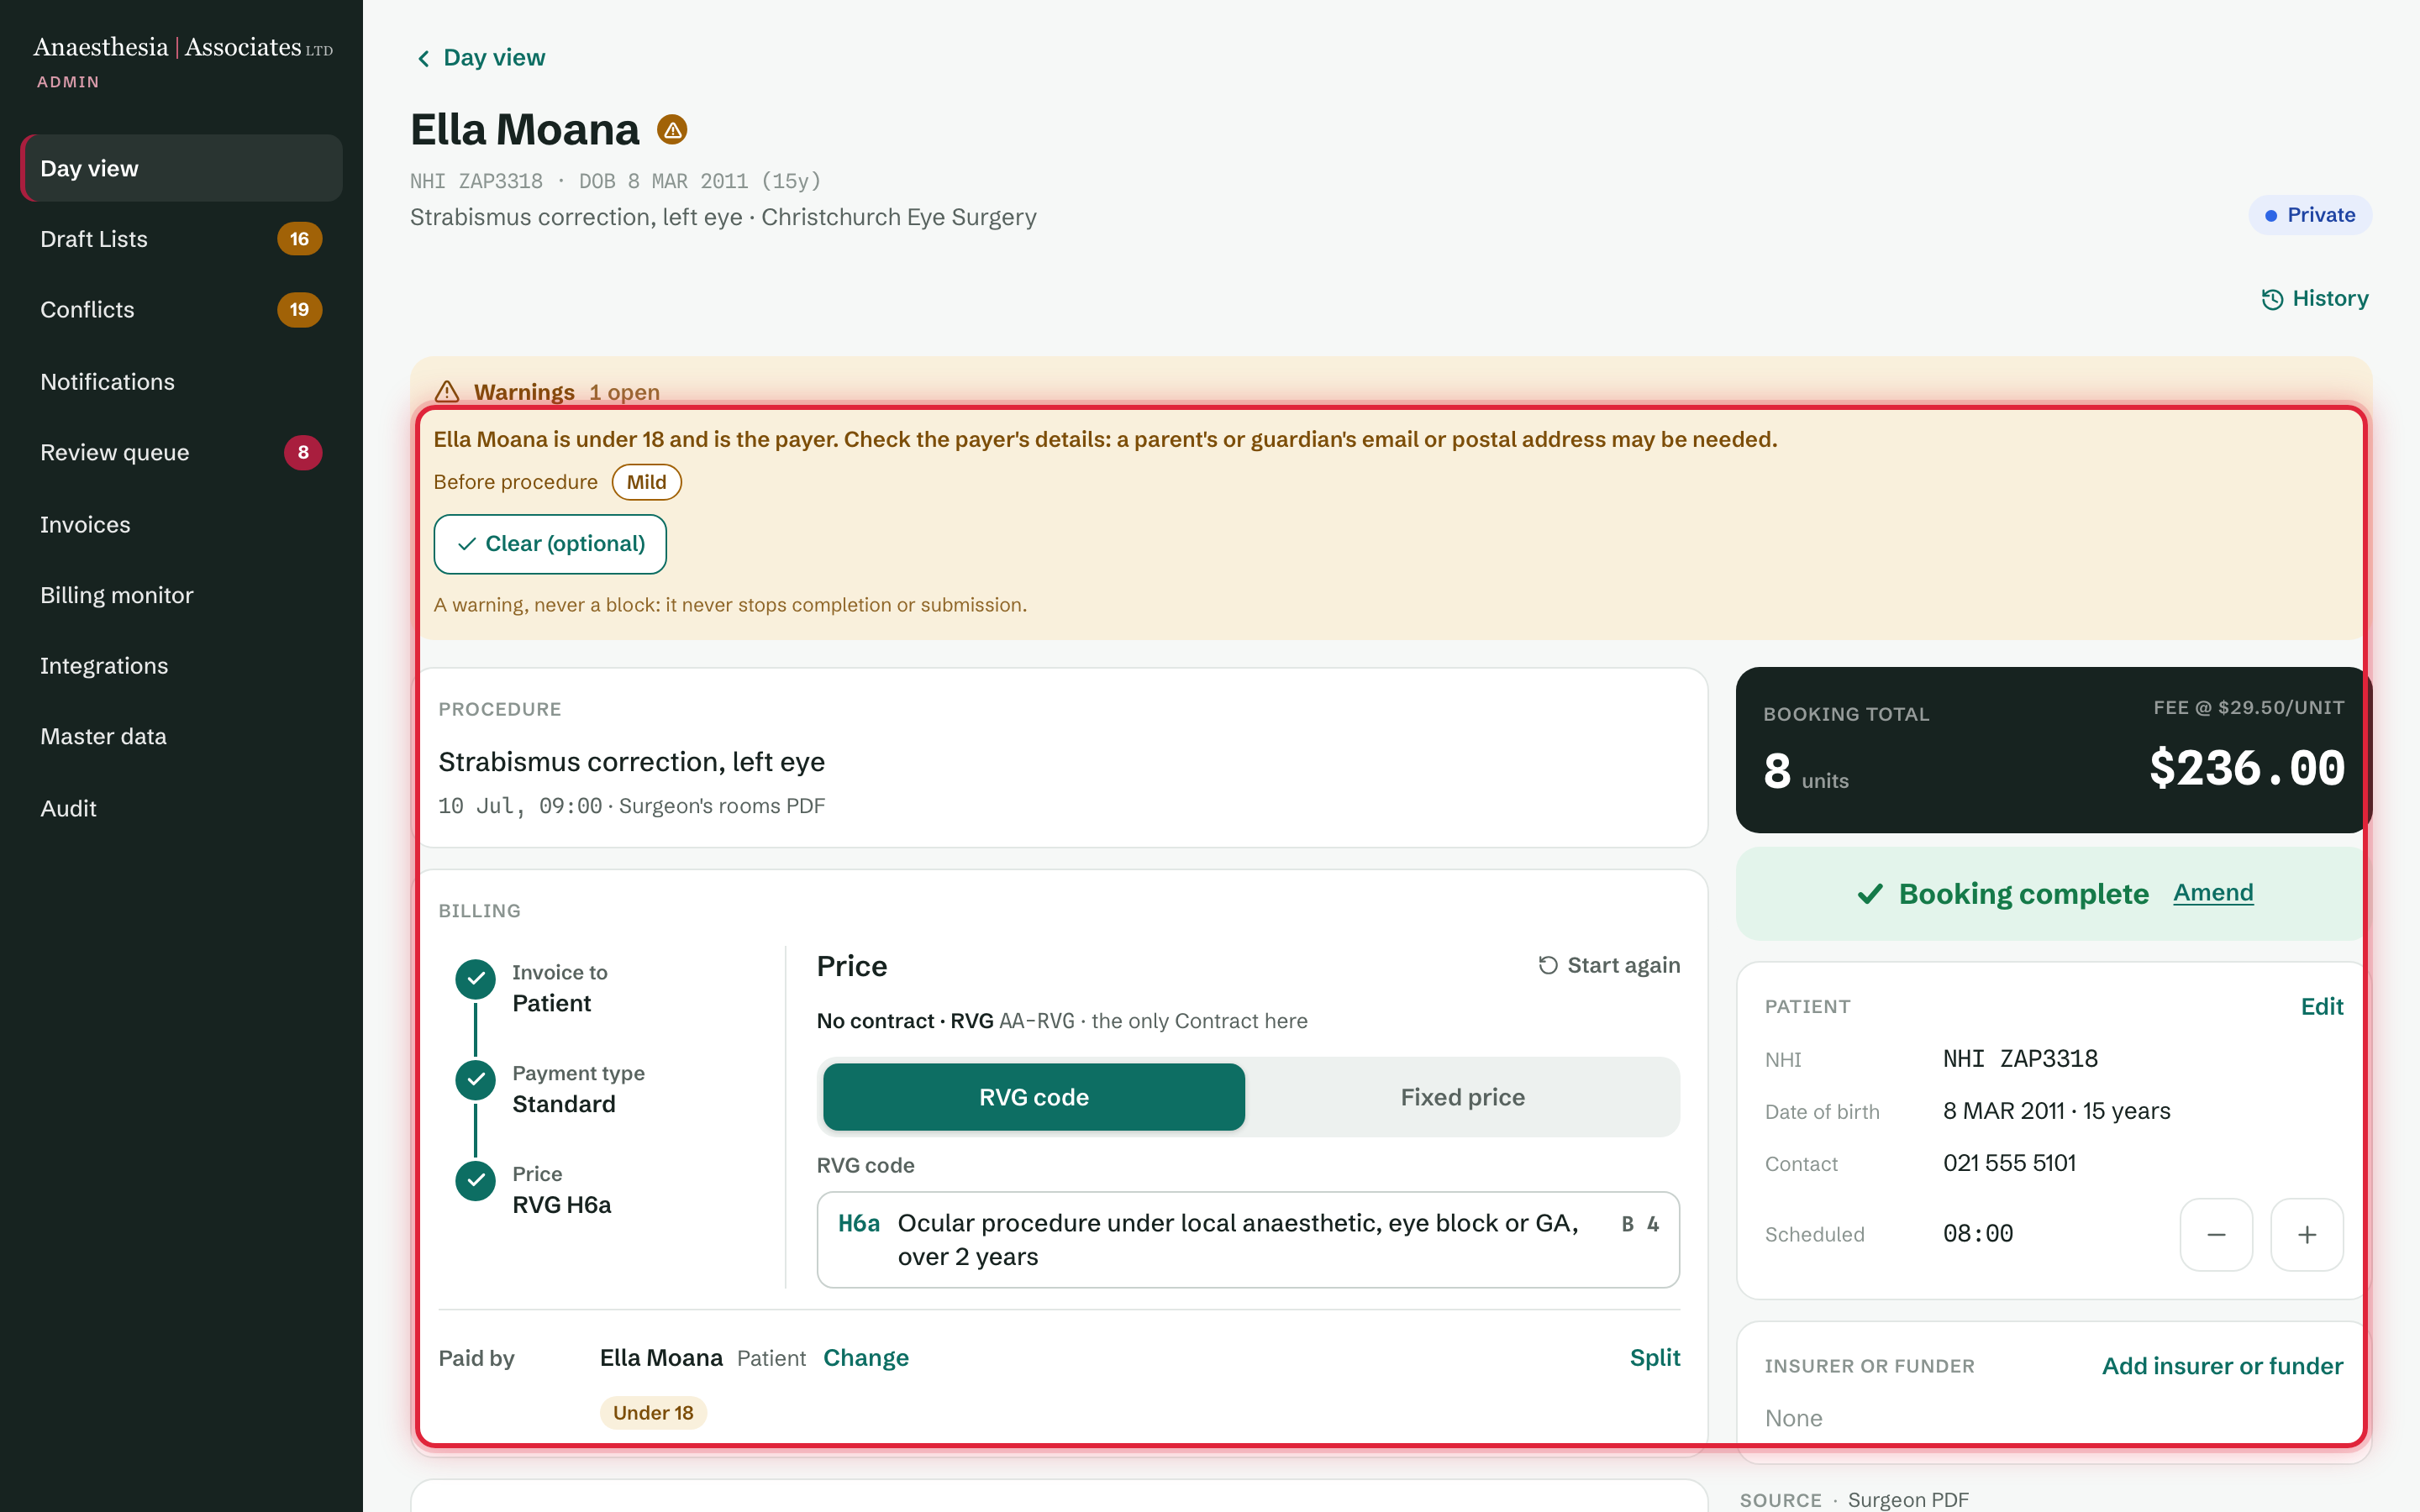 Anaesthesia | Associates LTD
ADMIN
Day view
Draft Lists 16
Conflicts 19
Notifications
Review queue 8
Invoices
Billing monitor
Integrations
Master data
Audit
Day view
Ella Moana
NHI ZAP3318 · DOB 8 MAR 2011 (15y)
Strabismus correction, left eye · Christchurch Eye Surgery
Private
History
Warnings 1 open
Ella Moana is under 18 and is the payer. Check the payer's details: a parent's or guardian's email or postal address may be needed.
Before procedure Mild
Clear (optional)
A warning, never a block: it never stops completion or submission.
PROCEDURE
Strabismus correction, left eye
10 Jul, 09:00 · Surgeon's rooms PDF
BILLING
Invoice to
Patient
Payment type
Standard
Price
RVG H6a
Price
Start again
No contract · RVG AA-RVG · the only Contract here
RVG code
Fixed price
RVG code
H6a Ocular procedure under local anaesthetic, eye block or GA, B 4
over 2 years
Paid by Ella Moana Patient Change Split
Under 18
BOOKING TOTAL
FEE @ $29.50/UNIT
8 units
$236.00
Booking complete Amend
PATIENT Edit
NHI NHI ZAP3318
Date of birth 8 MAR 2011 · 15 years
Contact 021 555 5101
Scheduled 08:00 − +
INSURER OR FUNDER Add insurer or funder
None
SOURCE · Surgeon PDF